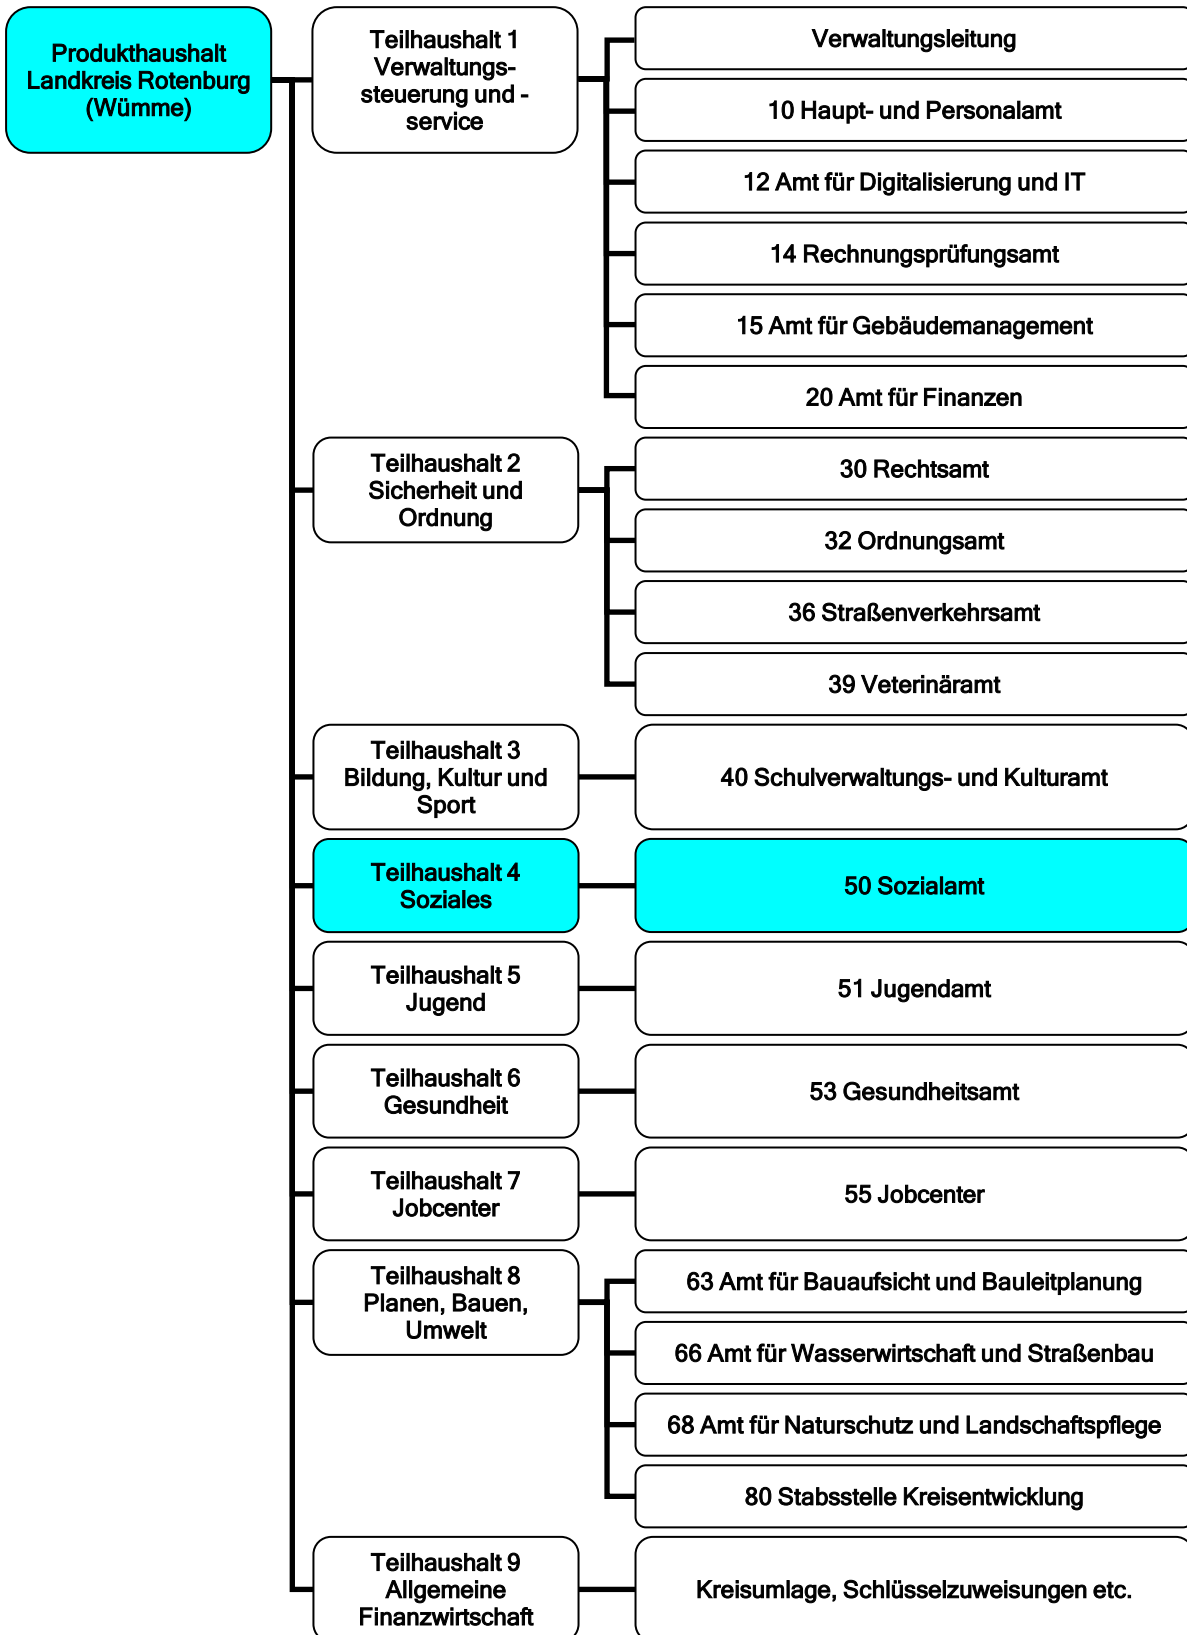 Produkthaushalt
Landkreis Rotenburg
(Wümme)
Teilhaushalt 1
Verwaltungs-
steuerung und -
service
Verwaltungsleitung
10 Haupt- und Personalamt
12 Amt für Digitalisierung und IT
14 Rechnungsprüfungsamt
15 Amt für Gebäudemanagement
20 Amt für Finanzen
Teilhaushalt 2
Sicherheit und
Ordnung
30 Rechtsamt
32 Ordnungsamt
36 Straßenverkehrsamt
39 Veterinäramt
Teilhaushalt 3
Bildung, Kultur und
Sport
40 Schulverwaltungs- und Kulturamt
Teilhaushalt 4
Soziales
50 Sozialamt
Teilhaushalt 5
Jugend
51 Jugendamt
Teilhaushalt 6
Gesundheit
53 Gesundheitsamt
Teilhaushalt 7
Jobcenter
55 Jobcenter
Teilhaushalt 8
Planen, Bauen,
Umwelt
63 Amt für Bauaufsicht und Bauleitplanung
66 Amt für Wasserwirtschaft und Straßenbau
68 Amt für Naturschutz und Landschaftspflege
80 Stabsstelle Kreisentwicklung
Teilhaushalt 9
Allgemeine
Finanzwirtschaft
Kreisumlage, Schlüsselzuweisungen etc.